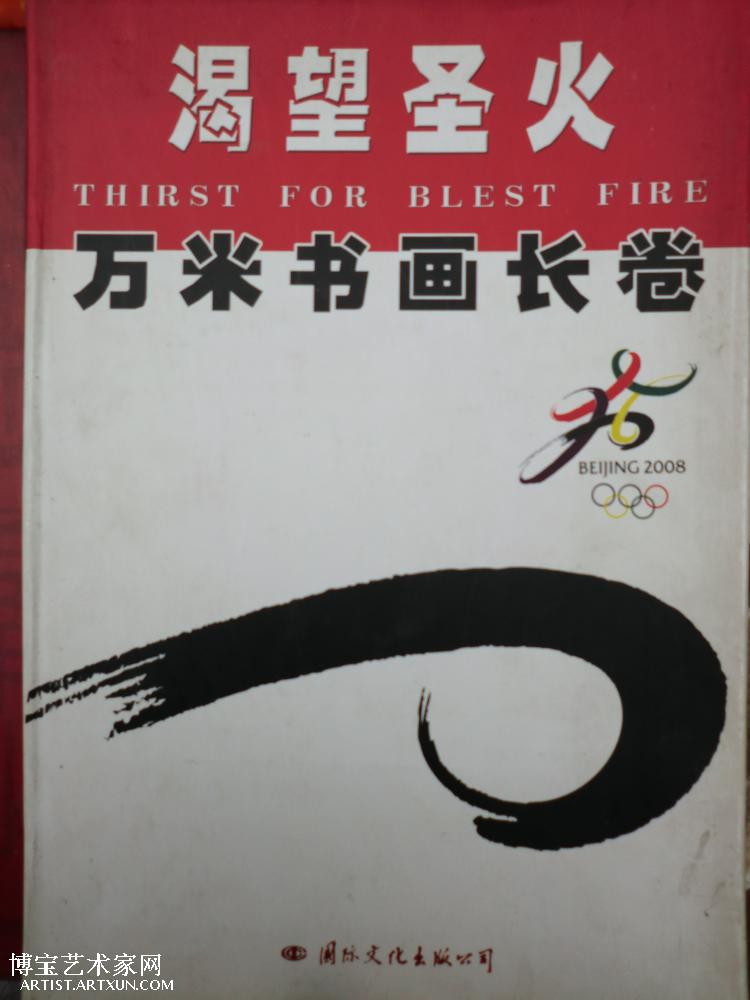 渴望圣火
THIRST FOR BLEST FIRE
万米书画长卷
BEIJING 2008
国际文化出版公司
博宝艺术家网
ARTIST.ARTXUN.COM